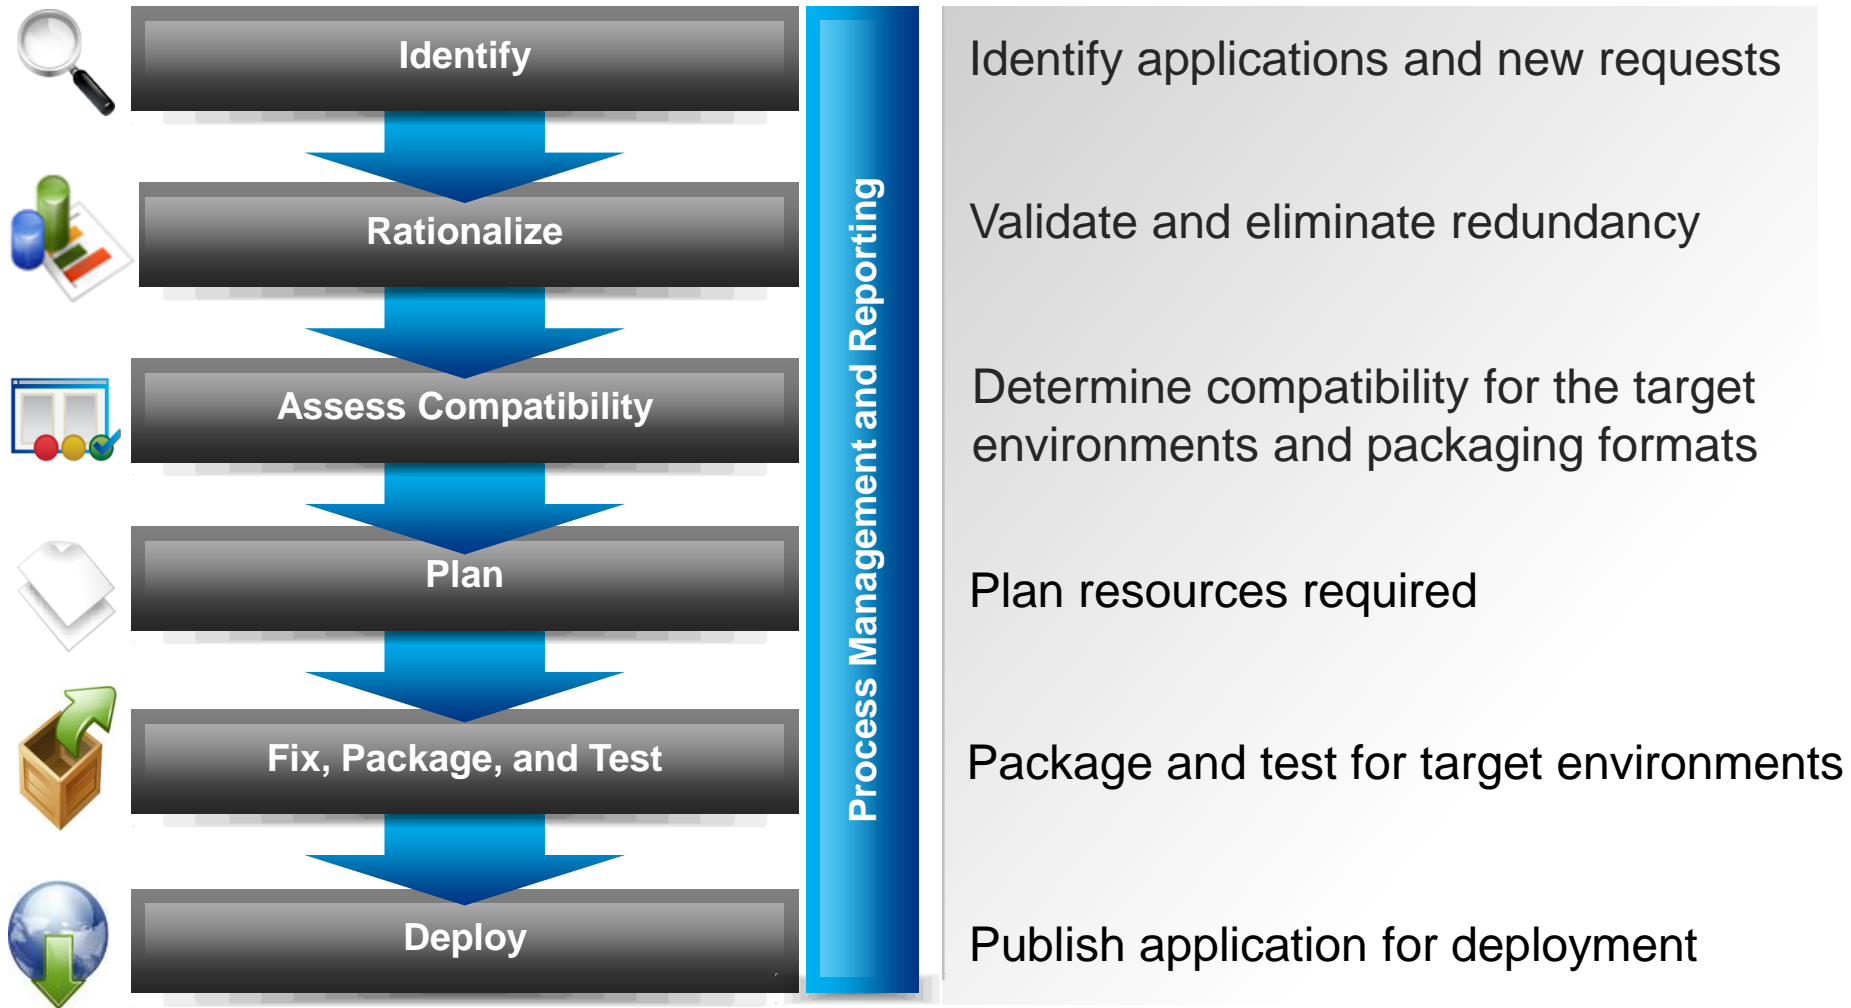 Identify
Identify applications and new requests
Rationalize
Validate and eliminate redundancy
Assess Compatibility
Determine compatibility for the target
environments and packaging formats
Plan
Plan resources required
Fix, Package, and Test
Package and test for target environments
Deploy
Publish application for deployment
Process Management and Reporting